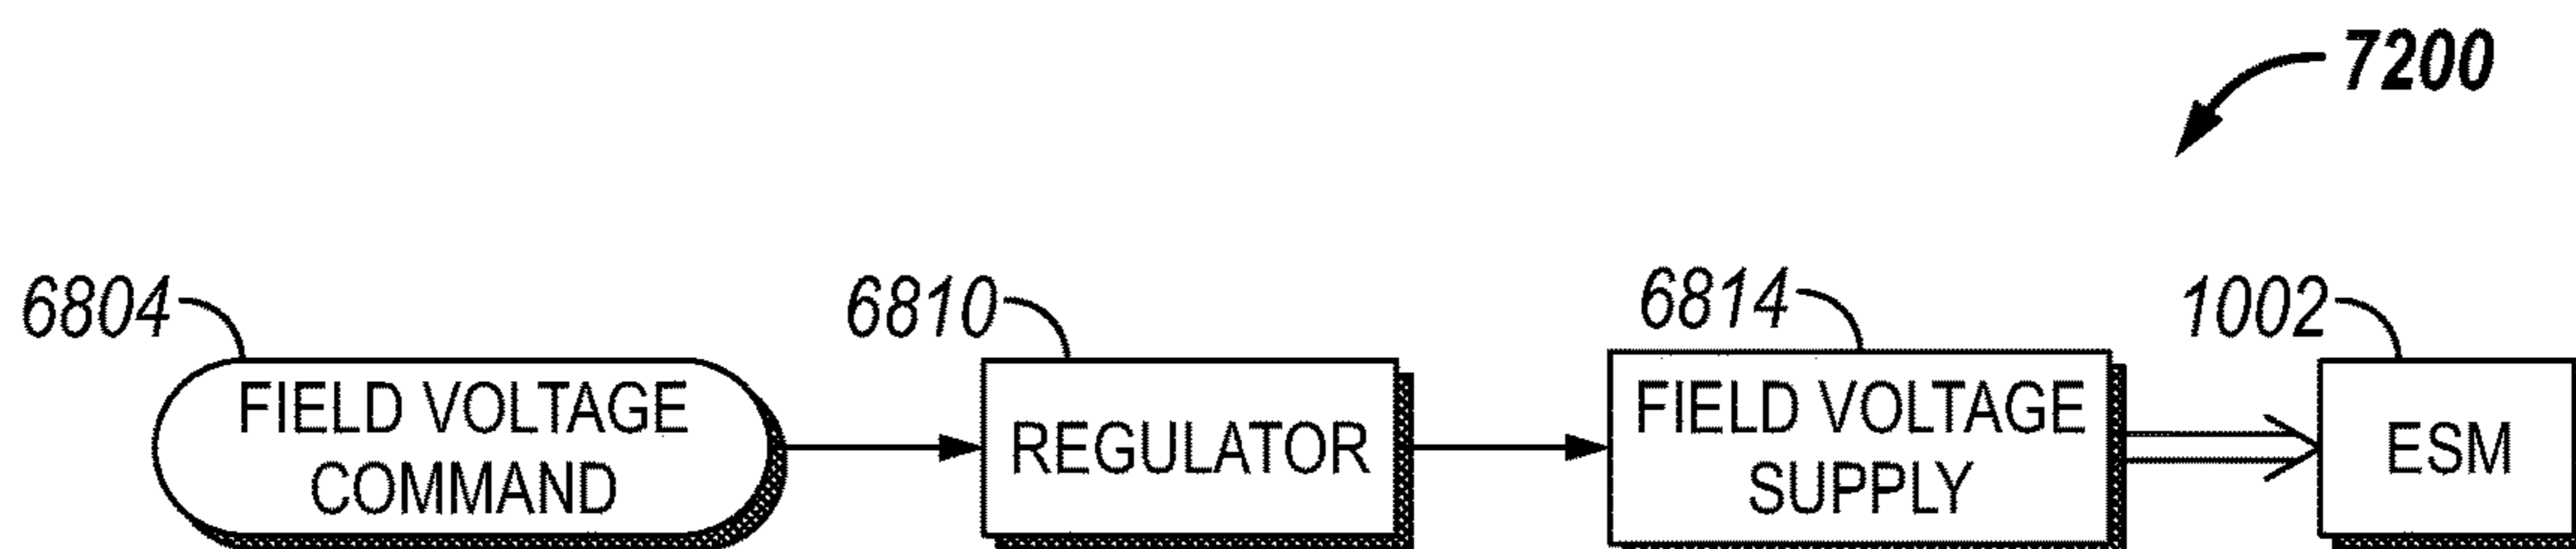 7200
6804
6810
6814
1002
FIELD VOLTAGE
COMMAND
REGULATOR
FIELD VOLTAGE
SUPPLY
ESM